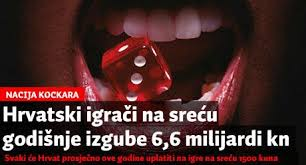 NACIJA KOCKARA
Hrvatski igrači na sreću
godišnje izgube 6,6 milijardi kn
Svaki će Hrvat prosječno ove godine uplatiti na igre na sreću 1500 kuna